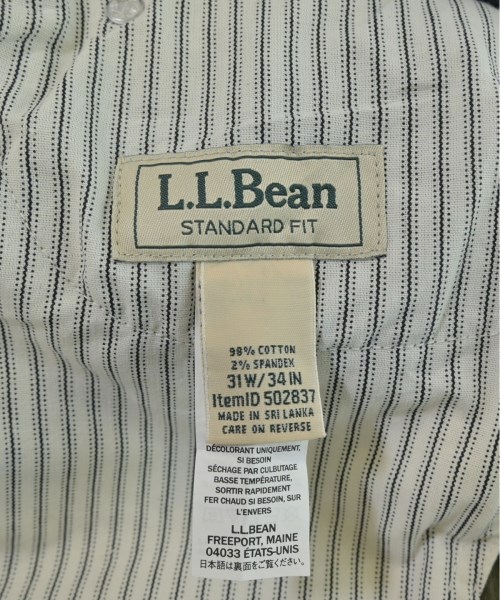 L.L.Bean
STANDARD FIT
98% COTTON
2% SPANDEX
31W/34IN
ItemID 502837
MADE IN SRI LANKA
CARE ON REVERSE
DÉCOLORANT UNIQUEMENT,
SI BESOIN
SÉCHAGE PAR CULBUTAGE
BASSE TEMPÉRATURE,
SORTIR RAPIDEMENT
FER CHAUD SI BESOIN, SUR
L'ENVERS
L.L.BEAN
FREEPORT, MAINE
04033 ÉTATS-UNIS
日本語は裏面をご覧ください。